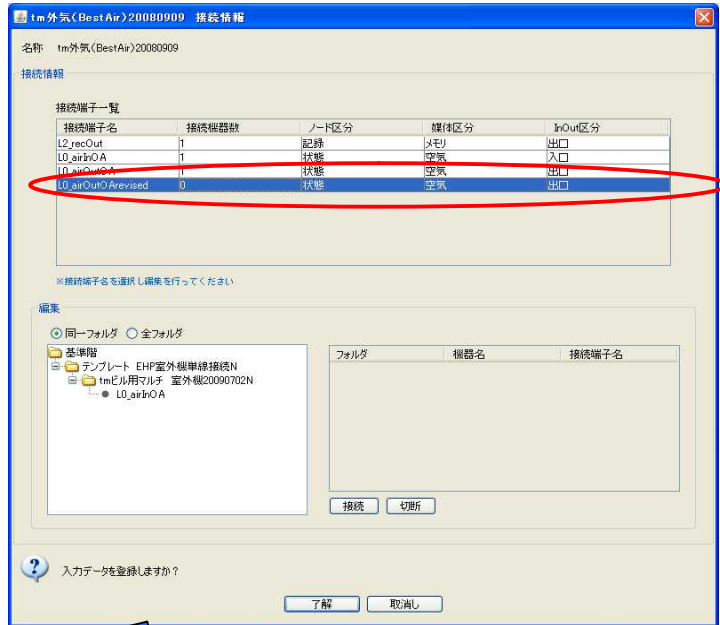 tm外気(BestAir)20080909 接続情報
名称 tm外気(BestAir)20080909
接続情報
接続端子一覧
接続端子名 接続機器数 ノード区分 媒体区分 InOut区分
L2_recOut 1 記録 メモリ 出口
L0_airInOA 1 状態 空気 入口
L0_airOutOA 1 状態 空気 出口
L0_airOutOArevised 0 状態 空気 出口
※接続端子名を選択し編集を行ってください
編集
同一フォルダ 全フォルダ
基準階
テンプレート EHP室外機単線接続N
tmビル用マルチ 室外機20090702N
L0_airInOA
フォルダ 機器名 接続端子名
接続 切断
入力データを登録しますか？
了解 取消し